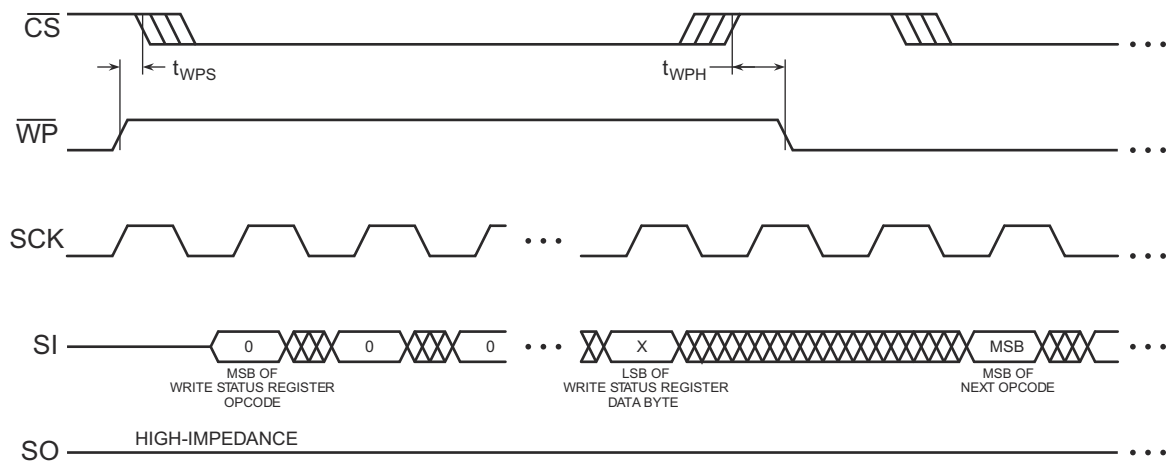 CS
tWPS
tWPH
WP
SCK
SI
0
0
0
X
MSB
MSB OF
WRITE STATUS REGISTER
OPCODE
LSB OF
WRITE STATUS REGISTER
DATA BYTE
MSB OF
NEXT OPCODE
HIGH-IMPEDANCE
SO